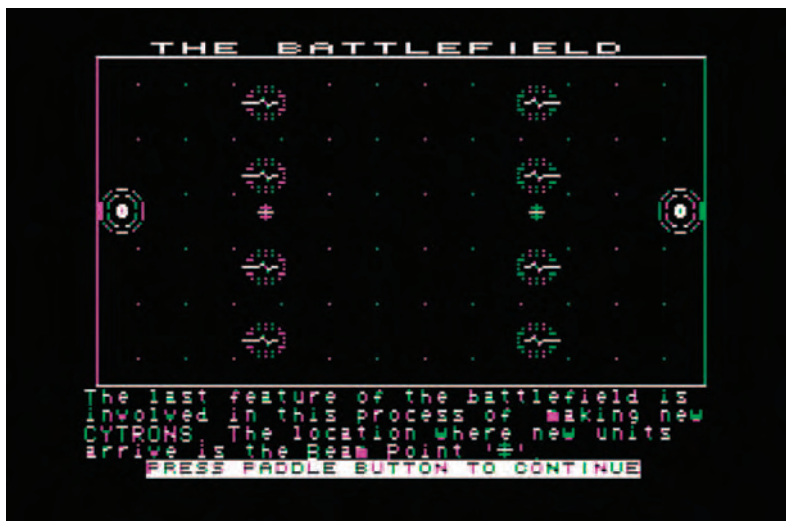 THE BATTLEFIELD
The last feature of the battlefield is
involved in this process of making new
CYTRONS. The location where new units
arrive is the Beam Point '‡'.
PRESS PADDLE BUTTON TO CONTINUE